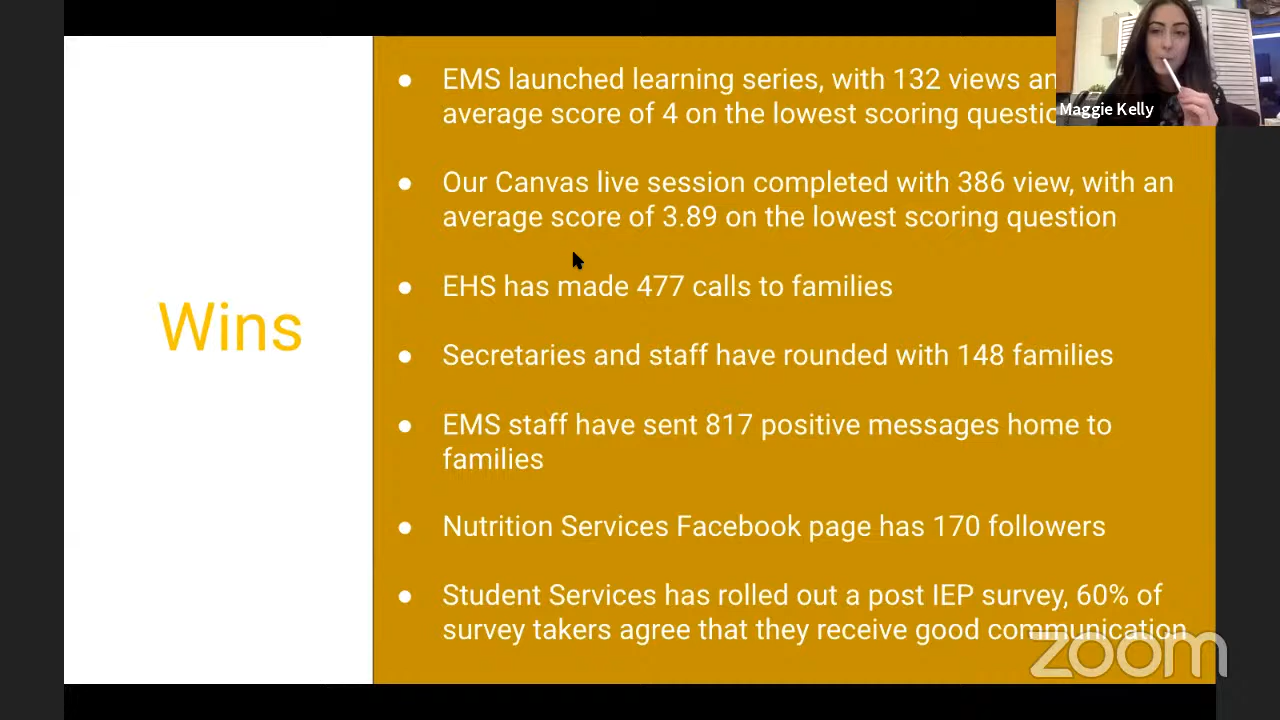 EMS launched learning series, with 132 views an
average score of 4 on the lowest scoring questio
Maggie Kelly
Our Canvas live session completed with 386 view, with an
average score of 3.89 on the lowest scoring question
EHS has made 477 calls to families
Wins
Secretaries and staff have rounded with 148 families
EMS staff have sent 817 positive messages home to
families
Nutrition Services Facebook page has 170 followers
Student Services has rolled out a post IEP survey, 60% of
survey takers agree that they receive good communication
zoom